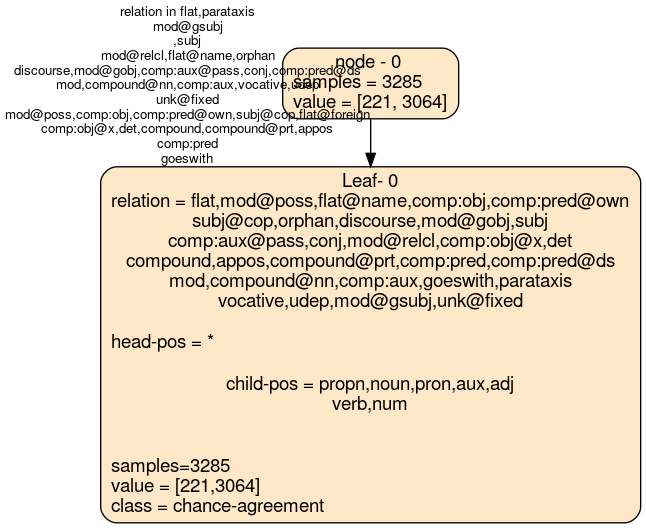 relation in flat,parataxis
mod@gsubj
,subj
mod@relcl,flat@name,orphan
discourse,mod@gobj,comp:aux@pass,conj,comp:pred@ds
mod,compound@nn,comp:aux,vocative,udep
unk@fixed
mod@poss,comp:obj,comp:pred@own,subj@cop,flat@foreign
comp:obj@x,det,compound,compound@prt,appos
comp:pred
goeswith
node - 0
samples = 3285
value = [221, 3064]
Leaf- 0
relation = flat,mod@poss,flat@name,comp:obj,comp:pred@own
subj@cop,orphan,discourse,mod@gobj,subj
comp:aux@pass,conj,mod@relcl,comp:obj@x,det
compound,appos,compound@prt,comp:pred,comp:pred@ds
mod,compound@nn,comp:aux,goeswith,parataxis
vocative,udep,mod@gsubj,unk@fixed
head-pos = *
child-pos = propn,noun,pron,aux,adj
verb,num
samples=3285
value = [221,3064]
class = chance-agreement